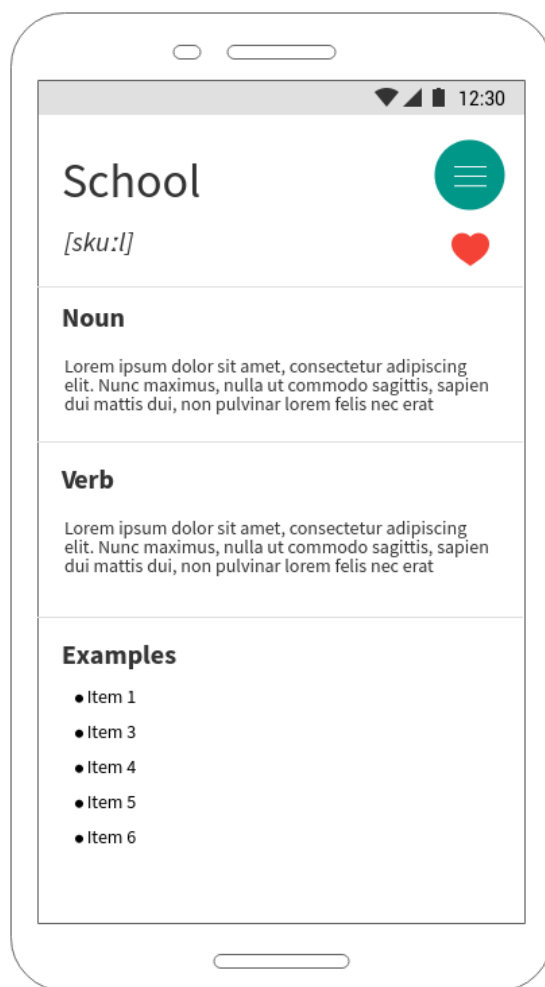 12:30
School
[skuːl]
Noun
Lorem ipsum dolor sit amet, consectetur adipiscing
elit. Nunc maximus, nulla ut commodo sagittis, sapien
dui mattis dui, non pulvinar lorem felis nec erat
Verb
Lorem ipsum dolor sit amet, consectetur adipiscing
elit. Nunc maximus, nulla ut commodo sagittis, sapien
dui mattis dui, non pulvinar lorem felis nec erat
Examples
● Item 1
● Item 3
● Item 4
● Item 5
● Item 6